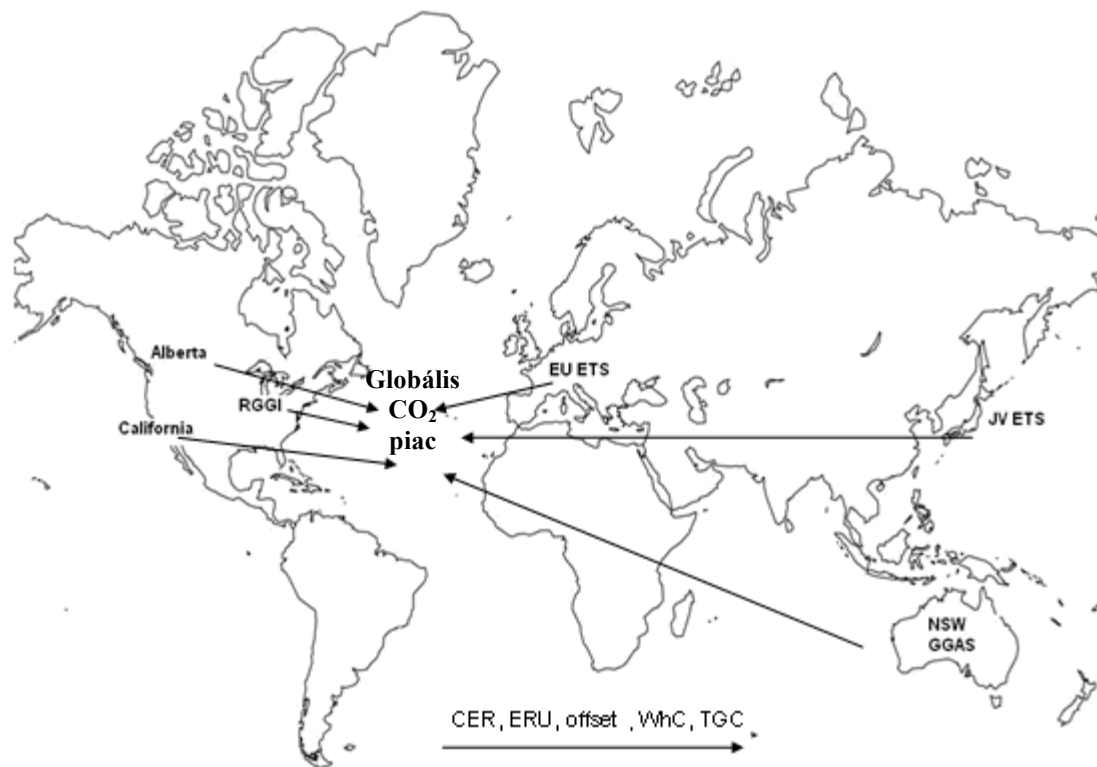 Alberta
RGGI
California
Globális
CO₂
piac
EU ETS
JV ETS
NSW
GGAS
CER, ERU, offset , WhC, TGC